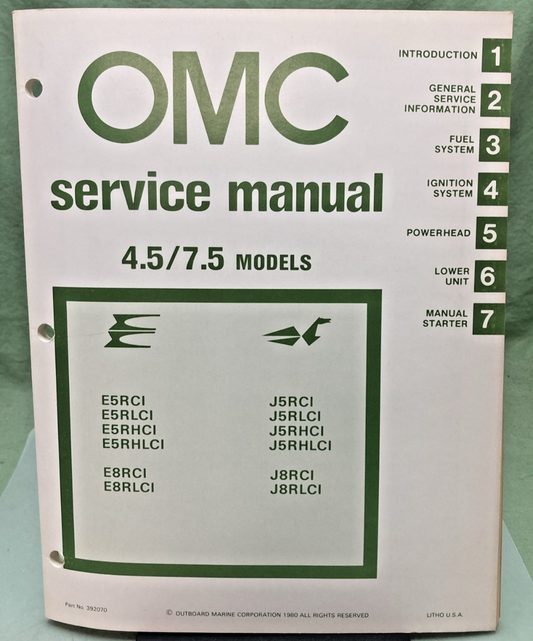 OMC
service manual
4.5/7.5 MODELS
E5RCI
E5RLCI
E5RHCI
E5RHLCI
E8RCI
E8RLCI
J5RCI
J5RLCI
J5RHCI
J5RHLCI
J8RCI
J8RLCI
INTRODUCTION 1
GENERAL
SERVICE
INFORMATION 2
FUEL
SYSTEM 3
IGNITION
SYSTEM 4
POWERHEAD 5
LOWER
UNIT 6
MANUAL
STARTER 7
Part No. 392070
© OUTBOARD MARINE CORPORATION 1980 ALL RIGHTS RESERVED
LITHO U.S.A.